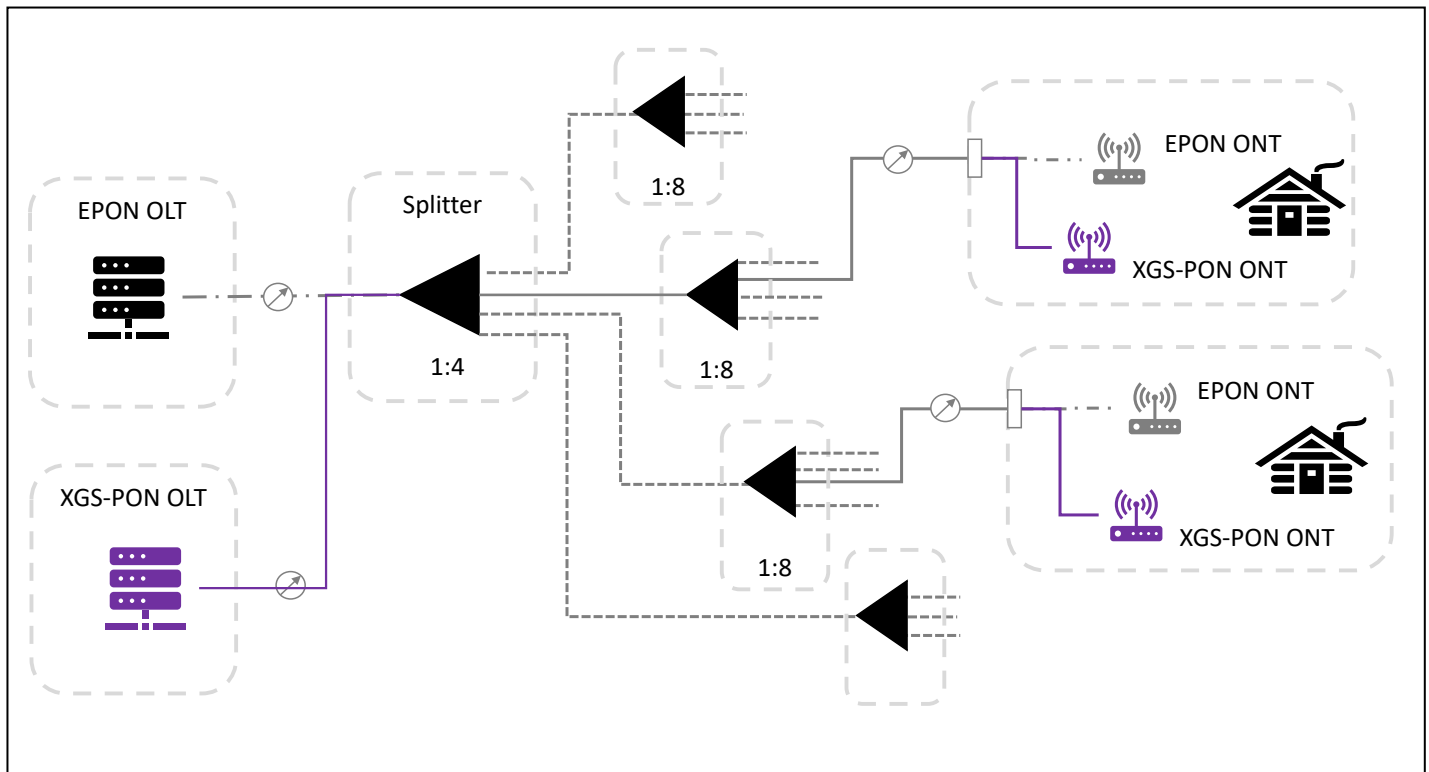 EPON OLT
Splitter
1:4
XGS-PON OLT
1:8
1:8
1:8
EPON ONT
XGS-PON ONT
EPON ONT
XGS-PON ONT